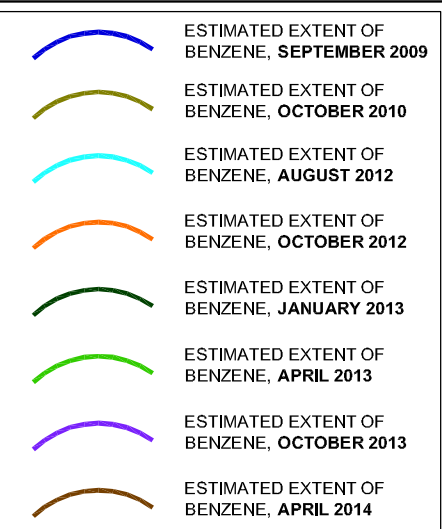 ESTIMATED EXTENT OF
BENZENE, SEPTEMBER 2009
ESTIMATED EXTENT OF
BENZENE, OCTOBER 2010
ESTIMATED EXTENT OF
BENZENE, AUGUST 2012
ESTIMATED EXTENT OF
BENZENE, OCTOBER 2012
ESTIMATED EXTENT OF
BENZENE, JANUARY 2013
ESTIMATED EXTENT OF
BENZENE, APRIL 2013
ESTIMATED EXTENT OF
BENZENE, OCTOBER 2013
ESTIMATED EXTENT OF
BENZENE, APRIL 2014